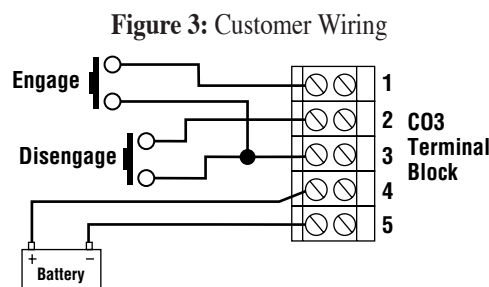 Figure 3: Customer Wiring
Engage
1
2
CO3
Terminal
Block
Disengage
3
4
5
+ −
Battery